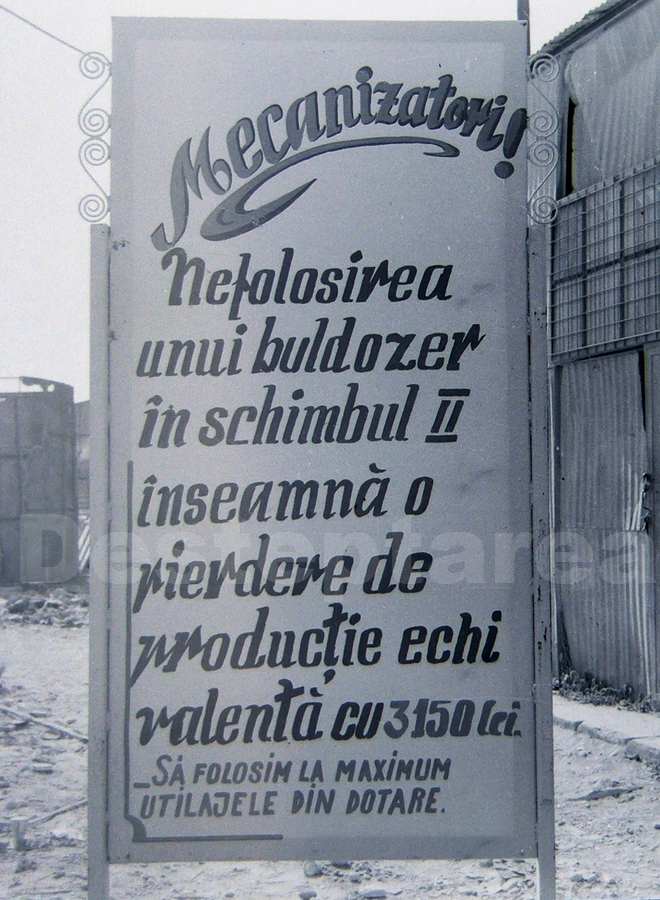 Mecanizatori!
Nefolosirea
unui buldozer
în schimbul II
înseamnă o
pierdere de
producție echi
valentă cu 3150 lei.
_SĂ FOLOSIM LA MAXIMUM
UTILAJELE DIN DOTARE.
Desteptarea